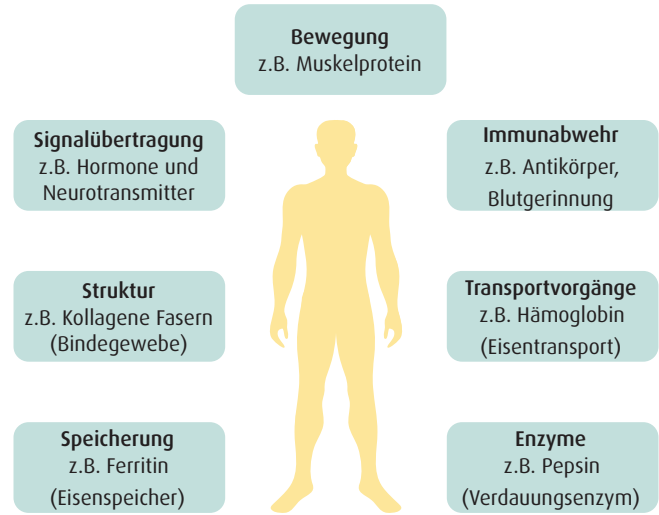 Bewegung
z.B. Muskelprotein
Signalübertragung
z.B. Hormone und
Neurotransmitter
Immunabwehr
z.B. Antikörper,
Blutgerinnung
Struktur
z.B. Kollagene Fasern
(Bindegewebe)
Transportvorgänge
z.B. Hämoglobin
(Eisentransport)
Speicherung
z.B. Ferritin
(Eisenspeicher)
Enzyme
z.B. Pepsin
(Verdauungsenzym)